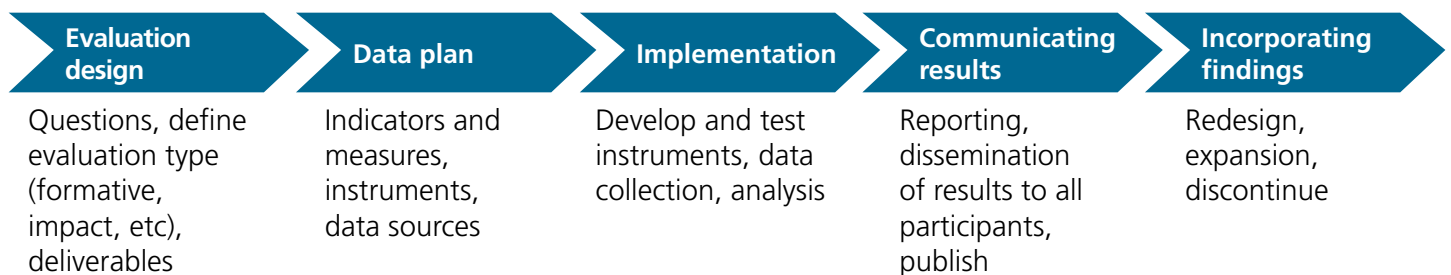 Evaluation
design
Questions, define
evaluation type
(formative,
impact, etc),
deliverables
Data plan
Indicators and
measures,
instruments,
data sources
Implementation
Develop and test
instruments, data
collection, analysis
Communicating
results
Reporting,
dissemination
of results to all
participants,
publish
Incorporating
findings
Redesign,
expansion,
discontinue